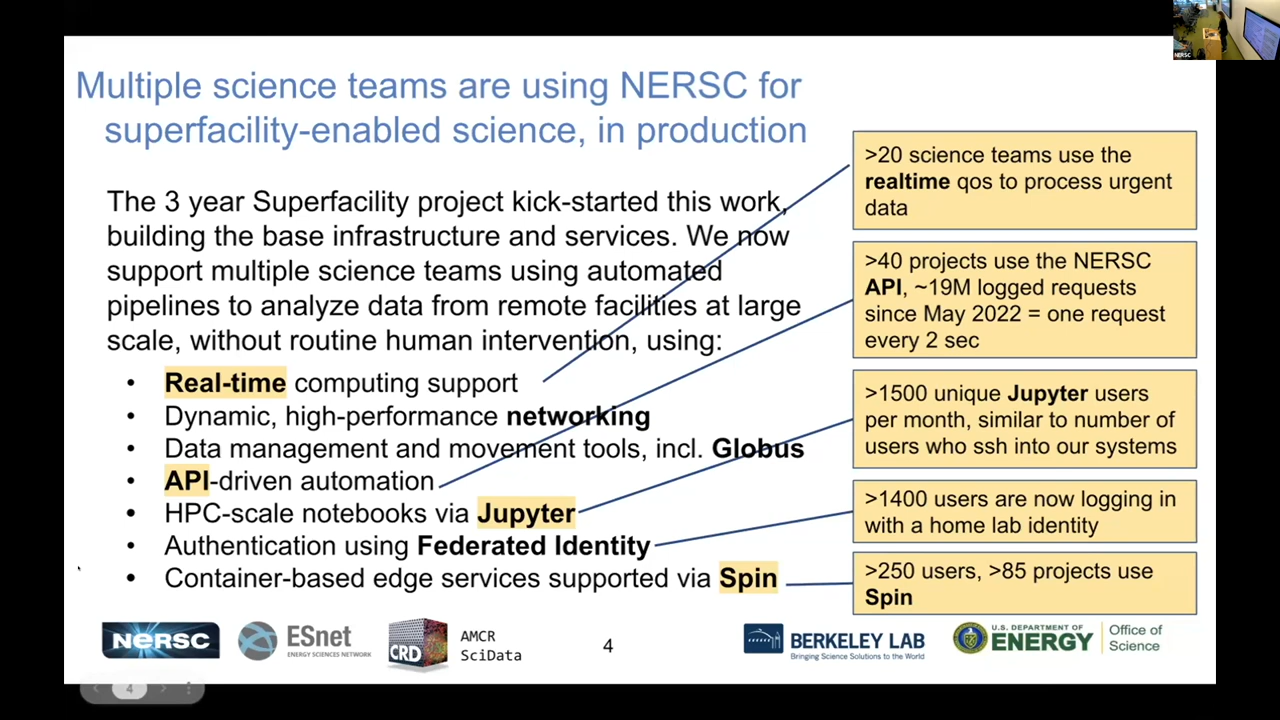 Multiple science teams are using NERSC for
superfacility-enabled science, in production
The 3 year Superfacility project kick-started this work,
building the base infrastructure and services. We now
support multiple science teams using automated
pipelines to analyze data from remote facilities at large
scale, without routine human intervention, using:
• Real-time computing support
• Dynamic, high-performance networking
• Data management and movement tools, incl. Globus
• API-driven automation
• HPC-scale notebooks via Jupyter
• Authentication using Federated Identity
• Container-based edge services supported via Spin
>20 science teams use the
realtime qos to process urgent
data
>40 projects use the NERSC
API, ~19M logged requests
since May 2022 = one request
every 2 sec
>1500 unique Jupyter users
per month, similar to number of
users who ssh into our systems
>1400 users are now logging in
with a home lab identity
>250 users, >85 projects use
Spin
NERSC
ESnet
ENERGY SCIENCES NETWORK
CRD
AMCR
SciData
4
BERKELEY LAB
Bringing Science Solutions to the World
U.S. DEPARTMENT OF
ENERGY
Office of
Science
4
NERSC